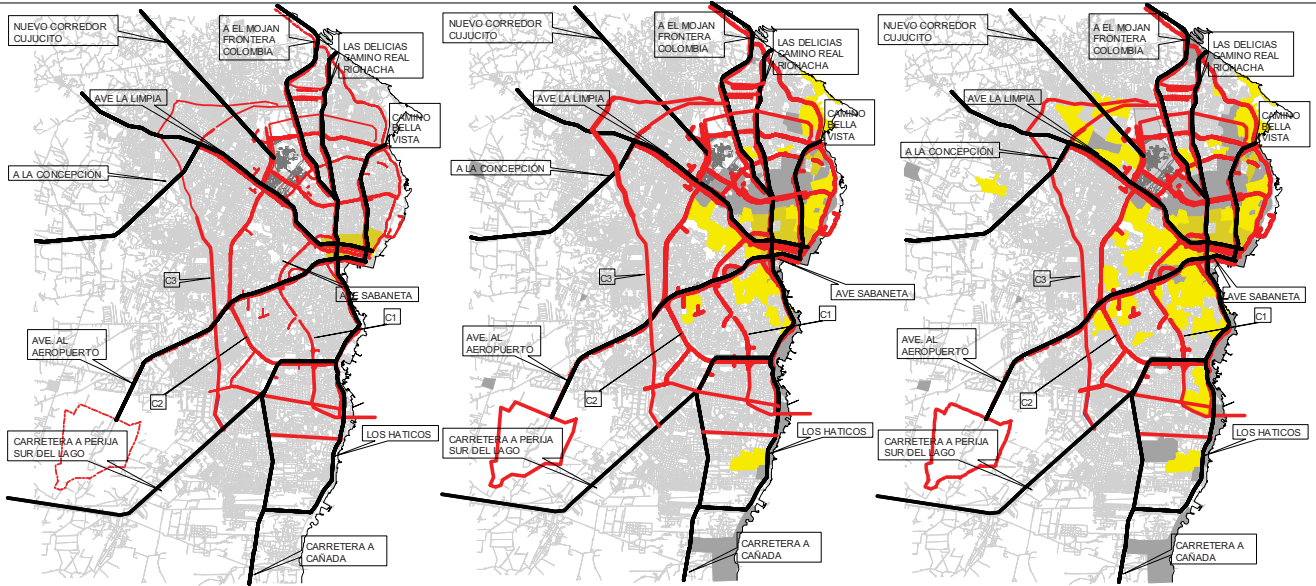 NUEVO CORREDOR
CUJUCITO
A EL MOJAN
FRONTERA
COLOMBIA
LAS DELICIAS
CAMINO REAL
RIOHACHA
AVE LA LIMPIA
CAMINO
BELLA
VISTA
A LA CONCEPCIÓN
C3
AVE SABANETA
C1
AVE. AL
AEROPUERTO
C2
CARRETERA A PERIJA
SUR DEL LAGO
LOS HATICOS
CARRETERA A
CAÑADA
NUEVO CORREDOR
CUJUCITO
A EL MOJAN
FRONTERA
COLOMBIA
LAS DELICIAS
CAMINO REAL
RIOHACHA
AVE LA LIMPIA
CAMINO
BELLA
VISTA
A LA CONCEPCIÓN
C3
AVE SABANETA
C1
AVE. AL
AEROPUERTO
C2
CARRETERA A PERIJA
SUR DEL LAGO
LOS HATICOS
CARRETERA A
CAÑADA
NUEVO CORREDOR
CUJUCITO
A EL MOJAN
FRONTERA
COLOMBIA
LAS DELICIAS
CAMINO REAL
RIOHACHA
AVE LA LIMPIA
CAMINO
BELLA
VISTA
A LA CONCEPCIÓN
C3
AVE SABANETA
C1
AVE. AL
AEROPUERTO
C2
CARRETERA A PERIJA
SUR DEL LAGO
LOS HATICOS
CARRETERA A
CAÑADA